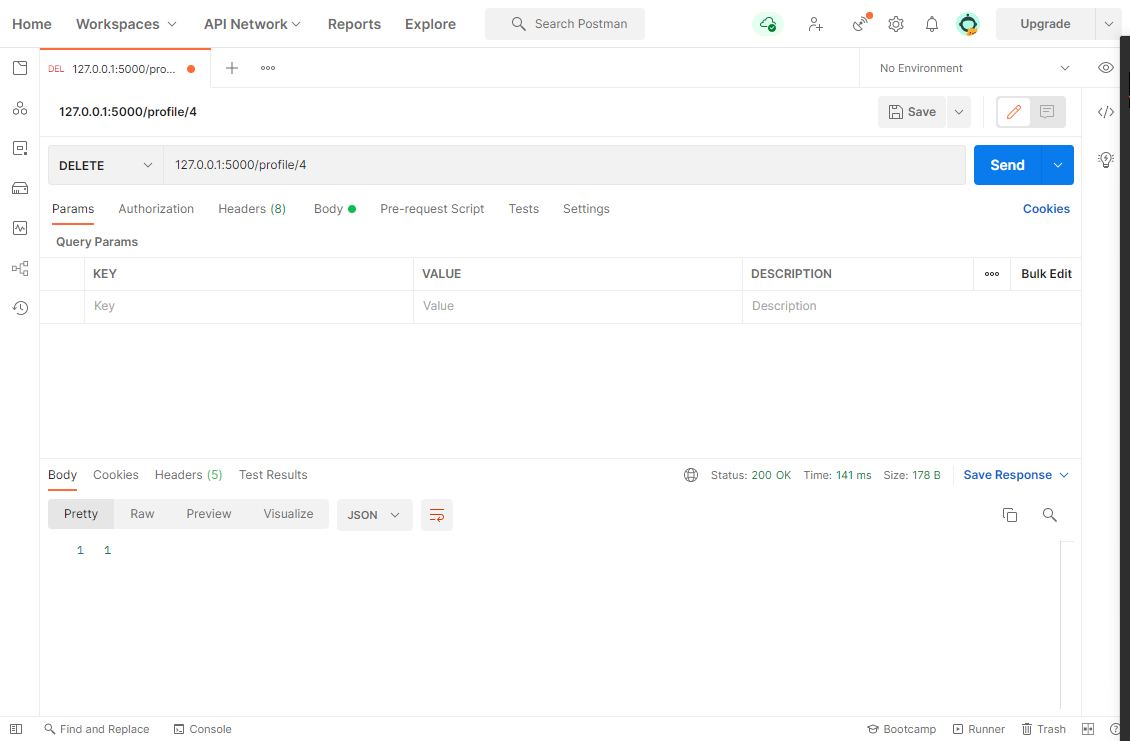 Home Workspaces API Network Reports Explore Search Postman Upgrade
DEL 127.0.0.1:5000/pro... No Environment
127.0.0.1:5000/profile/4 Save
DELETE 127.0.0.1:5000/profile/4 Send
Params Authorization Headers (8) Body Pre-request Script Tests Settings Cookies
Query Params
KEY VALUE DESCRIPTION Bulk Edit
Key Value Description
Body Cookies Headers (5) Test Results Status: 200 OK Time: 141 ms Size: 178 B Save Response
Pretty Raw Preview Visualize JSON
1 1
Find and Replace Console Bootcamp Runner Trash